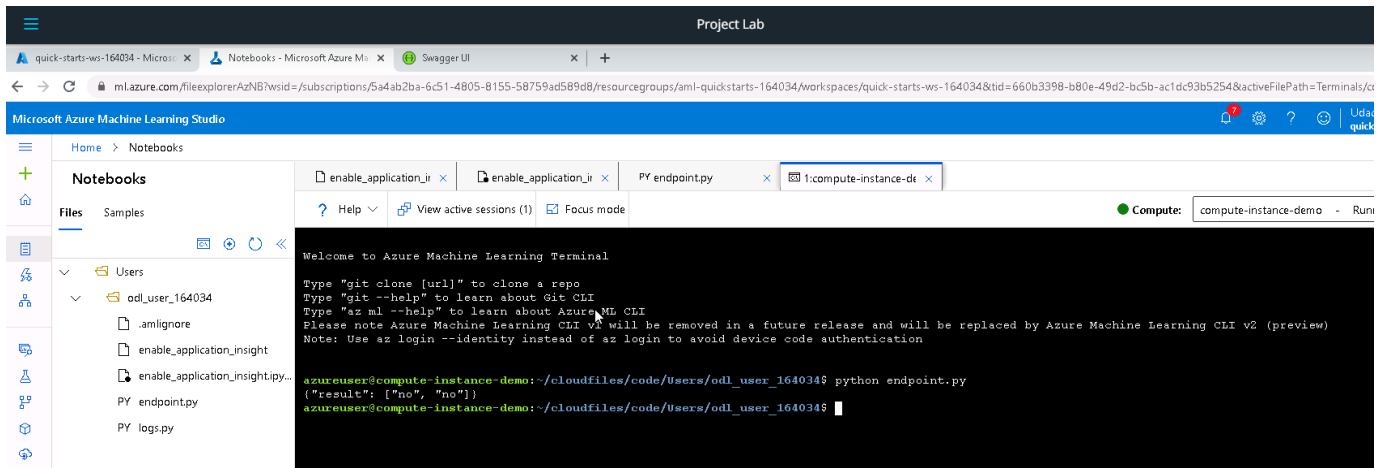 Project Lab
quick-starts-ws-164034 - Microso
Notebooks - Microsoft Azure Ma
Swagger UI
ml.azure.com/fileexplorerAzNB?wsid=/subscriptions/5a4ab2ba-6c51-4805-8155-58759ad589d8/resourcegroups/aml-quickstarts-164034/workspaces/quick-starts-ws-164034&tid=660b3398-b80e-49d2-bc5b-ac1dc93b5254&activeFilePath=Terminals/co
Microsoft Azure Machine Learning Studio
7
Udac
quick
Home > Notebooks
Notebooks
Files Samples
Users
odl_user_164034
.amlignore
enable_application_insight
enable_application_insight.ipy...
PY endpoint.py
PY logs.py
enable_application_ir
enable_application_ir
PY endpoint.py
1:compute-instance-de
? Help View active sessions (1) Focus mode
Compute: compute-instance-demo - Runn
Welcome to Azure Machine Learning Terminal
Type "git clone [url]" to clone a repo
Type "git --help" to learn about Git CLI
Type "az ml --help" to learn about Azure ML CLI
Please note Azure Machine Learning CLI v1 will be removed in a future release and will be replaced by Azure Machine Learning CLI v2 (preview)
Note: Use az login --identity instead of az login to avoid device code authentication
azureuser@compute-instance-demo:~/cloudfiles/code/Users/odl_user_164034$ python endpoint.py
{"result": ["no", "no"]}
azureuser@compute-instance-demo:~/cloudfiles/code/Users/odl_user_164034$